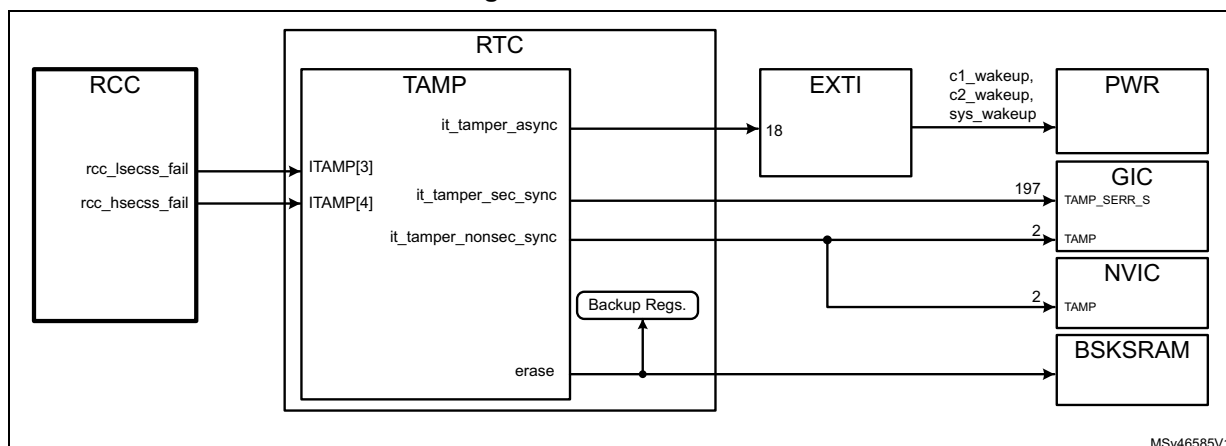 RTC
RCC
TAMP
EXTI
c1_wakeup,
c2_wakeup,
sys_wakeup
PWR
it_tamper_async
18
rcc_lsecss_fail
ITAMP[3]
rcc_hsecss_fail
ITAMP[4]
it_tamper_sec_sync
197
GIC
TAMP_SERR_S
it_tamper_nonsec_sync
2
TAMP
NVIC
2
TAMP
Backup Regs.
BSKSRAM
erase